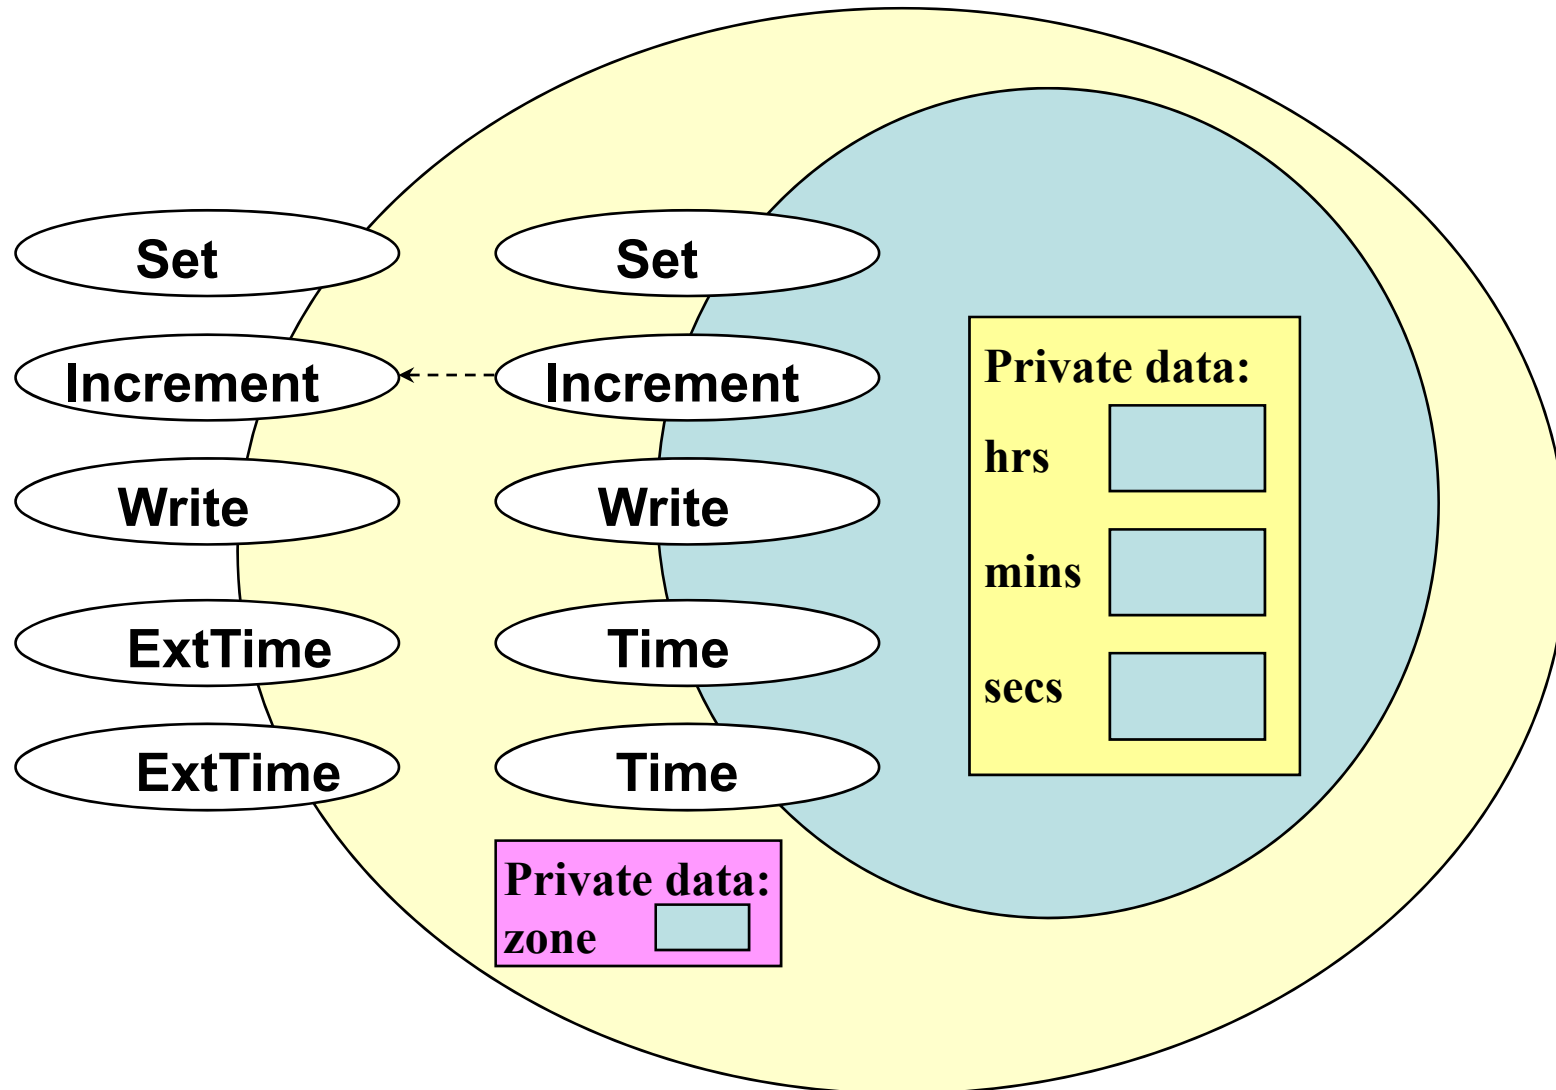 Set
Increment
Write
ExtTime
ExtTime
Set
Increment
Write
Time
Time
Private data:
zone
Private data:
hrs
mins
secs